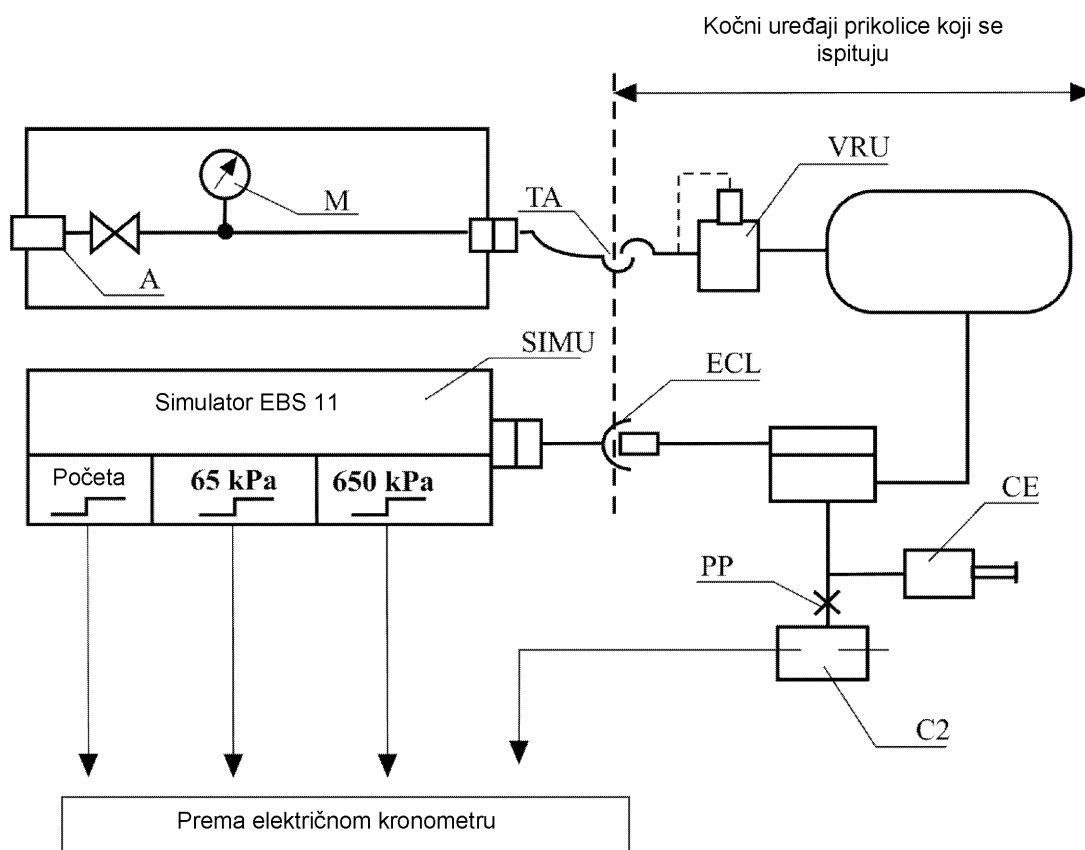 Kočni uređaji prikolice koji se
ispituju
VRU
M
TA
A
SIMU
ECL
Simulator EBS 11
Početa
65 kPa
650 kPa
CE
PP
C2
Prema električnom kronometru